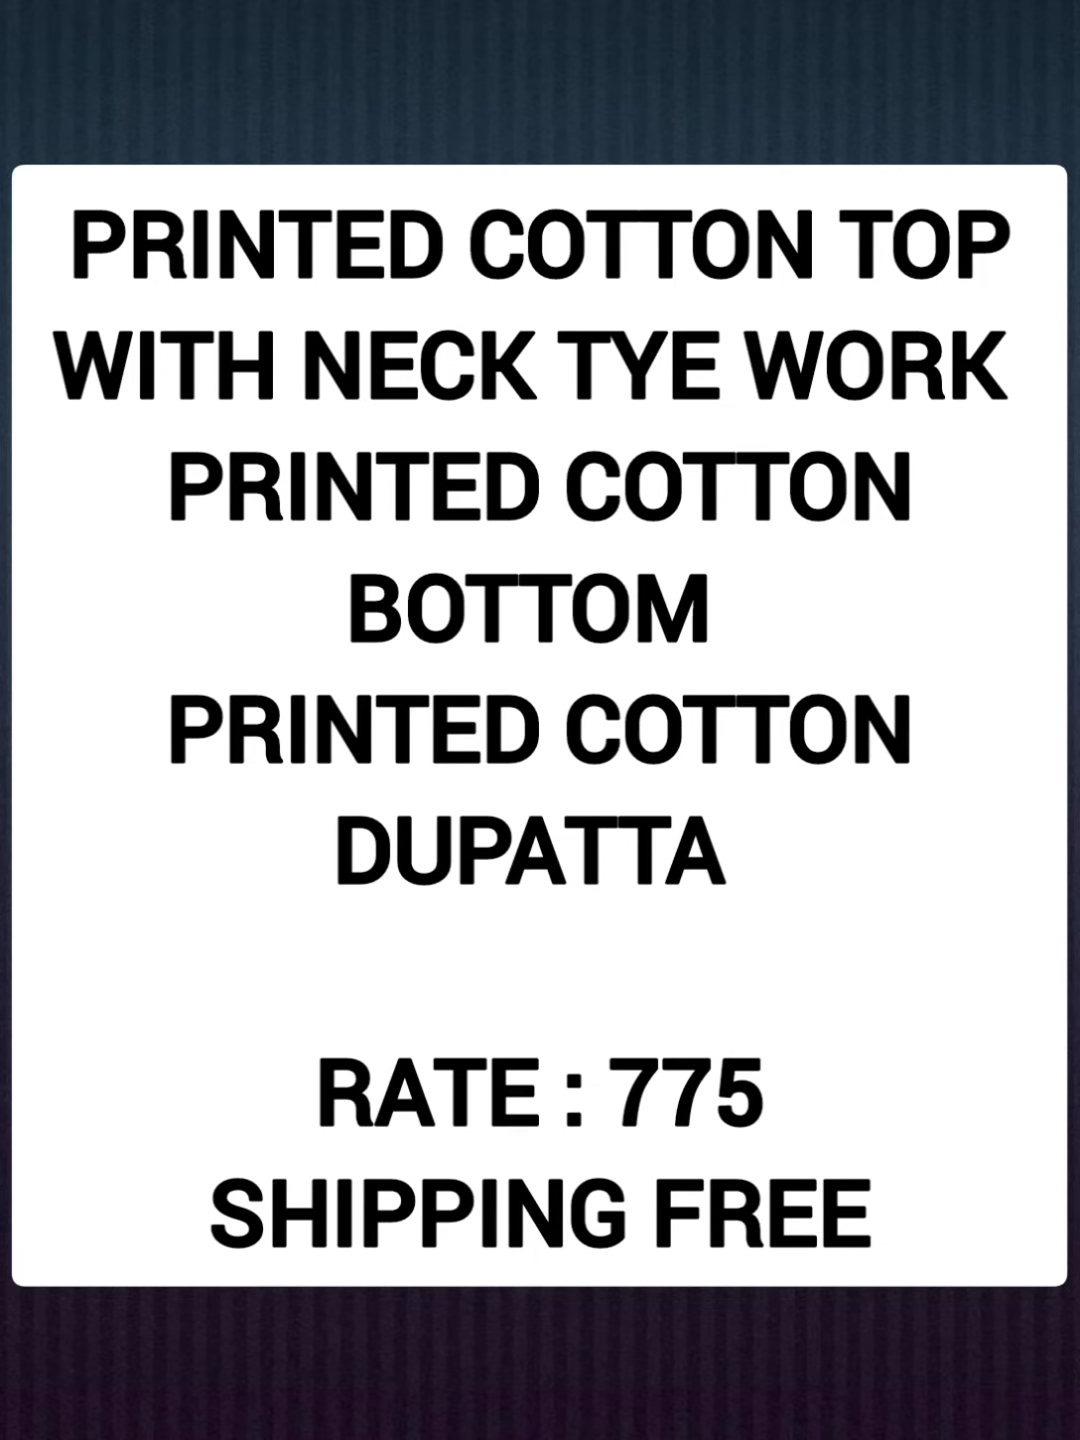 PRINTED COTTON TOP
WITH NECK TYE WORK
PRINTED COTTON
BOTTOM
PRINTED COTTON
DUPATTA
RATE : 775
SHIPPING FREE